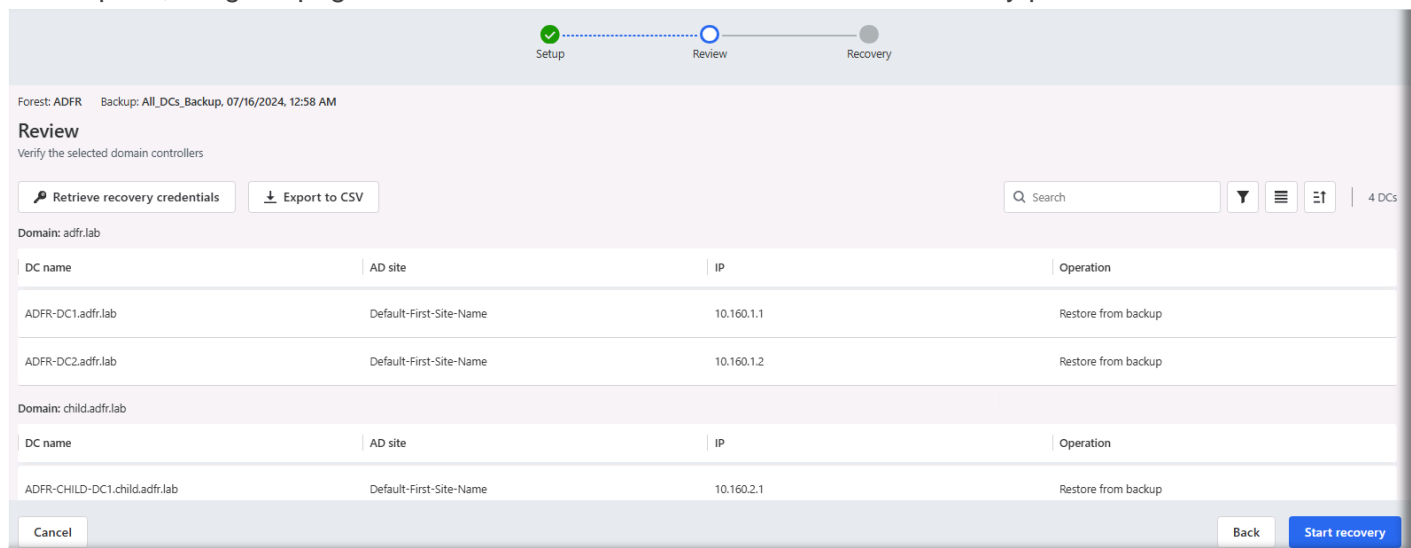 Setup Review Recovery
Forest: ADFR Backup: All_DCs_Backup, 07/16/2024, 12:58 AM
Review
Verify the selected domain controllers
Retrieve recovery credentials Export to CSV Search 4 DCs
Domain: adfr.lab
DC name AD site IP Operation
ADFR-DC1.adfr.lab Default-First-Site-Name 10.160.1.1 Restore from backup
ADFR-DC2.adfr.lab Default-First-Site-Name 10.160.1.2 Restore from backup
Domain: child.adfr.lab
DC name AD site IP Operation
ADFR-CHILD-DC1.child.adfr.lab Default-First-Site-Name 10.160.2.1 Restore from backup
Cancel Back Start recovery